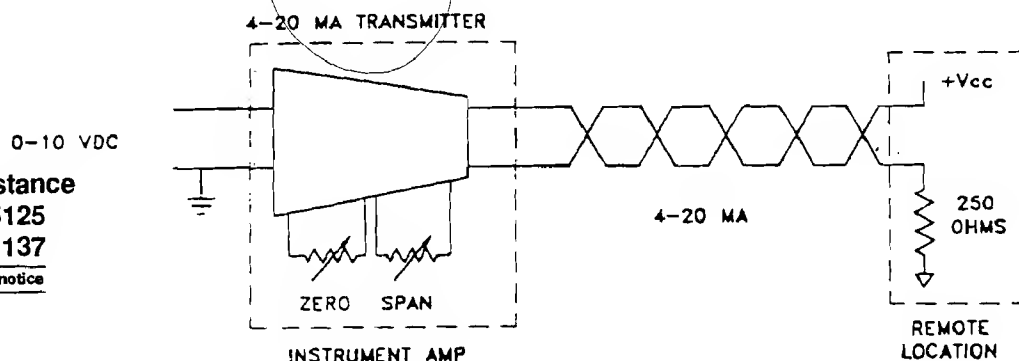 4-20 MA TRANSMITTER
+Vcc
0-10 VDC
stance
5125
137
notice
4-20 MA
250
OHMS
ZERO
SPAN
INSTRUMENT AMP
REMOTE
LOCATION